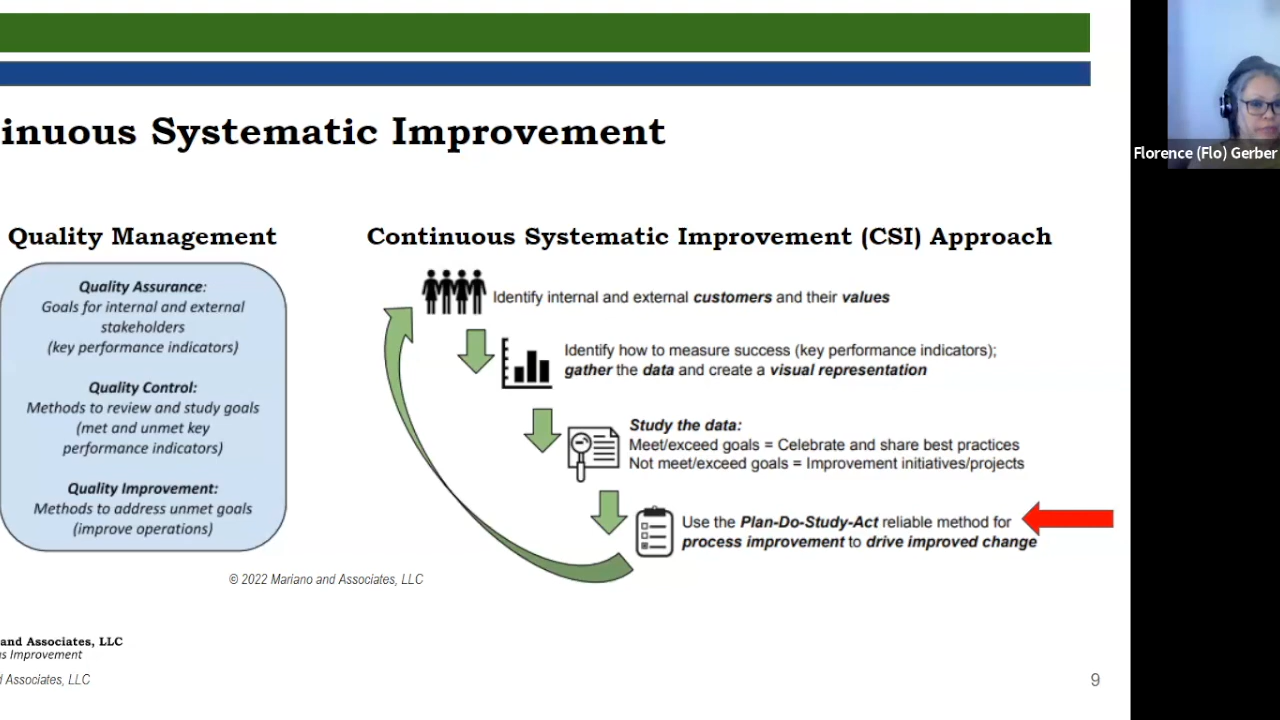 inuous Systematic Improvement
Florence (Flo) Gerber
Quality Management
Quality Assurance:
Goals for internal and external
stakeholders
(key performance indicators)
Quality Control:
Methods to review and study goals
(met and unmet key
performance indicators)
Quality Improvement:
Methods to address unmet goals
(improve operations)
Continuous Systematic Improvement (CSI) Approach
Identify internal and external customers and their values
Identify how to measure success (key performance indicators);
gather the data and create a visual representation
Study the data:
Meet/exceed goals = Celebrate and share best practices
Not meet/exceed goals = Improvement initiatives/projects
Use the Plan-Do-Study-Act reliable method for
process improvement to drive improved change
© 2022 Mariano and Associates, LLC
and Associates, LLC
s Improvement
d Associates, LLC
9